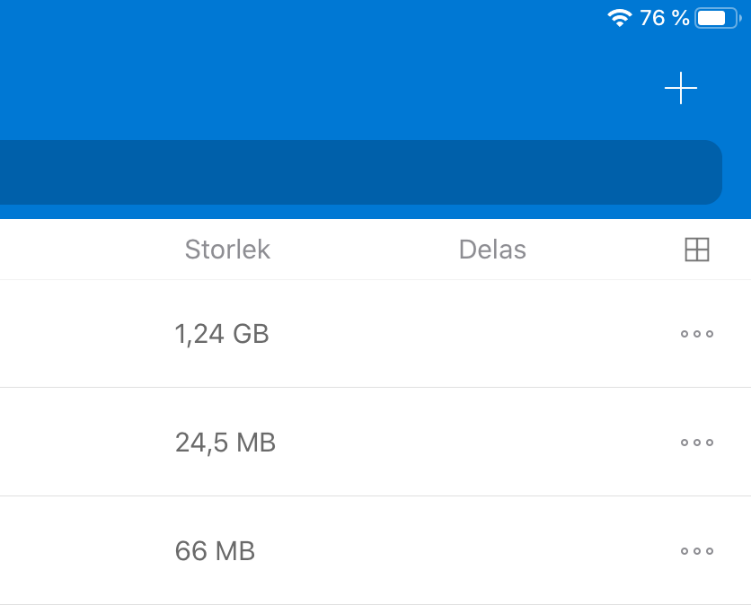 76 %
Storlek Delas
1,24 GB
24,5 MB
66 MB